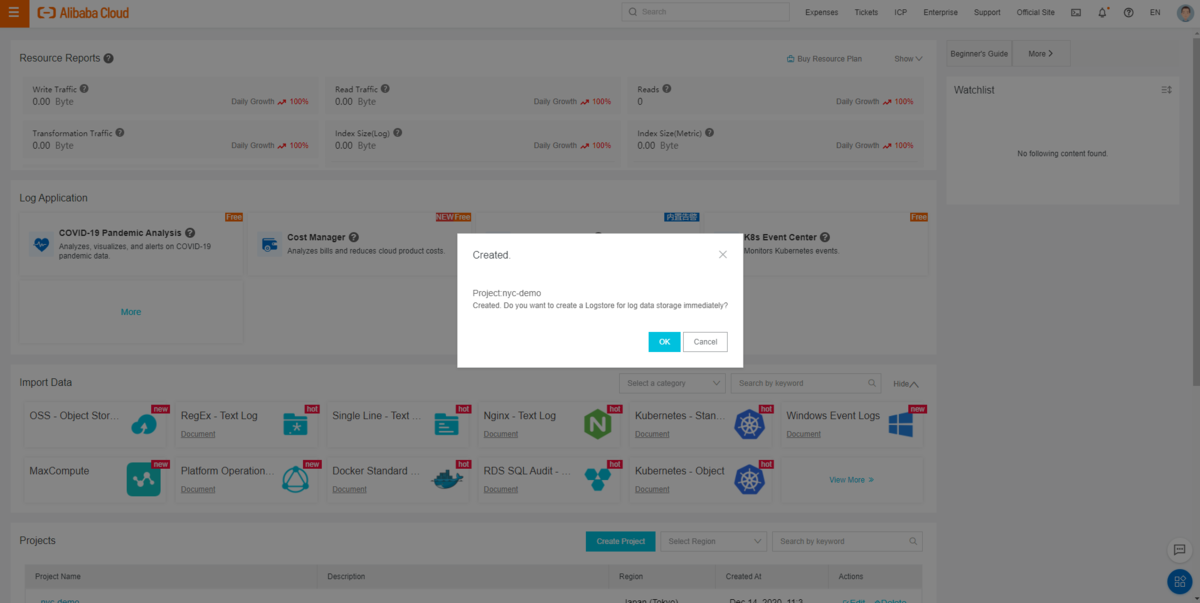 Alibaba Cloud
Search
Expenses
Tickets
ICP
Enterprise
Support
Official Site
EN
Resource Reports
Buy Resource Plan
Show
Beginner's Guide
More
Write Traffic
0.00 Byte
Daily Growth 100%
Read Traffic
0.00 Byte
Daily Growth 100%
Reads
0
Daily Growth 100%
Watchlist
No following content found.
Transformation Traffic
0.00 Byte
Daily Growth 100%
Index Size(Log)
0.00 Byte
Daily Growth 100%
Index Size(Metric)
0.00 Byte
Daily Growth 100%
Log Application
Free
COVID-19 Pandemic Analysis
Analyzes, visualizes, and alerts on COVID-19
pandemic data.
NEW Free
Cost Manager
Analyzes bills and reduces cloud product costs.
Free
K8s Event Center
Monitors Kubernetes events.
More
Created.
Project:nyc-demo
Created. Do you want to create a Logstore for log data storage immediately?
OK
Cancel
Import Data
Select a category
Search by keyword
Hide
OSS - Object Stor...
new
RegEx - Text Log
hot
Document
Single Line - Text ...
hot
Nginx - Text Log
hot
Document
Kubernetes - Stan...
hot
Document
Windows Event Logs
new
Document
MaxCompute
new
Platform Operation...
new
Document
Docker Standard ...
hot
Document
RDS SQL Audit - ...
hot
Document
Kubernetes - Object
hot
Document
View More
Projects
Create Project
Select Region
Search by keyword
Project Name
Description
Region
Created At
Actions
nyc-demo
Japan (Tokyo)
Dec 14, 2020, 11:3
Edit
Delete